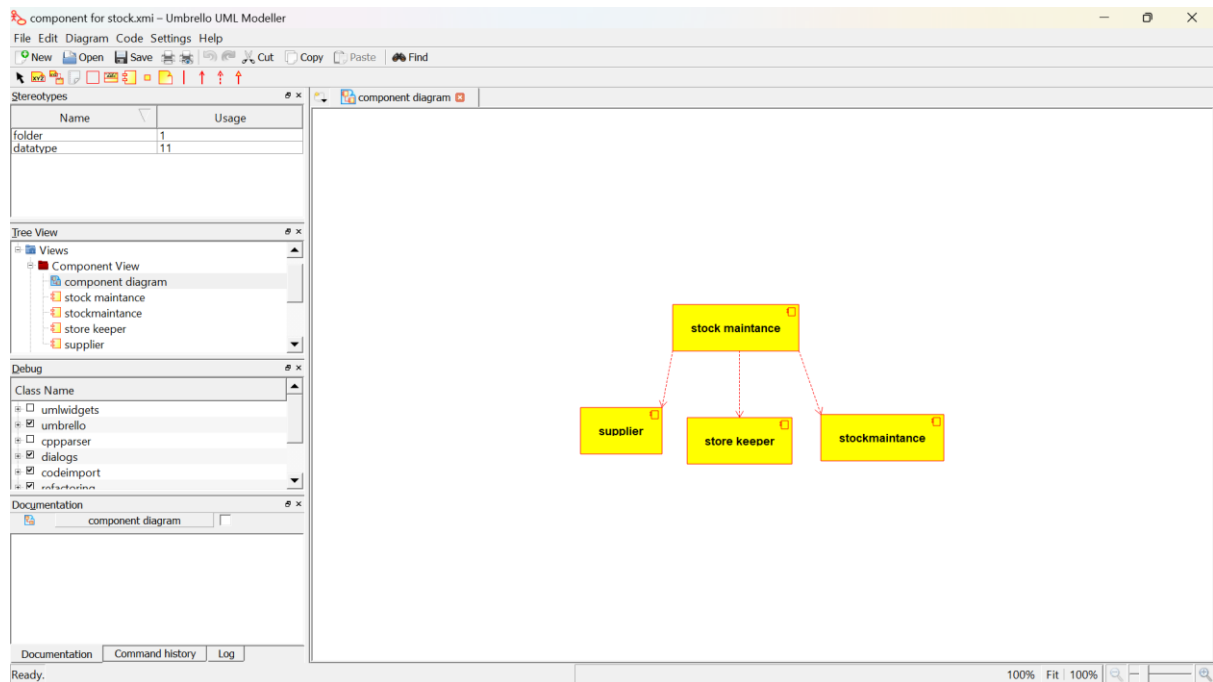 component for stock.xmi – Umbrello UML Modeller
File Edit Diagram Code Settings Help
New Open Save Cut Copy Paste Find
Stereotypes
Name Usage
folder 1
datatype 11
Tree View
Views
Component View
component diagram
stock maintance
stockmaintance
store keeper
supplier
Debug
Class Name
umlwidgets
umbrello
cppparser
dialogs
codeimport
refactoring
Documentation
component diagram
Documentation Command history Log
Ready.
component diagram
stock maintance
supplier
store keeper
stockmaintance
100% Fit 100%